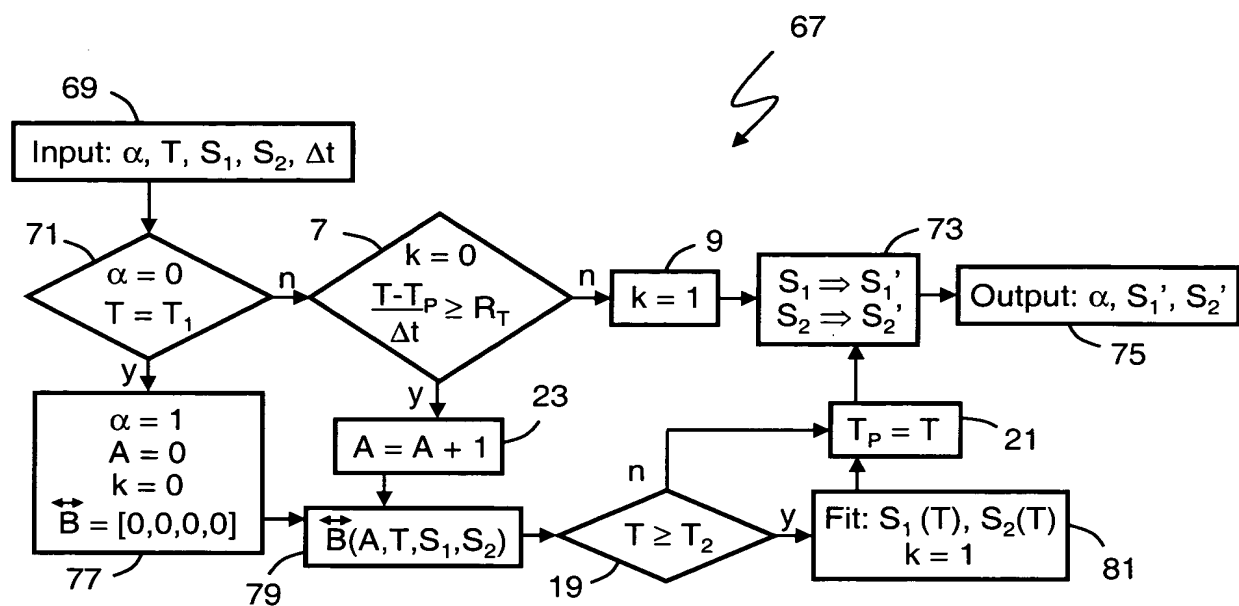 67
69
Input: α, T, S₁, S₂, Δt
71
α = 0
T = T₁
n
y
7
k = 0
T-Tₚ/Δt ≥ R_T
n
y
9
k = 1
73
S₁ ⇒ S₁’
S₂ ⇒ S₂’
Output: α, S₁’, S₂’
75
α = 1
A = 0
k = 0
B = [0,0,0,0]
77
A = A + 1
23
B(A,T,S₁,S₂)
79
T ≥ T₂
19
n
y
Tₚ = T
21
Fit: S₁ (T), S₂(T)
k = 1
81